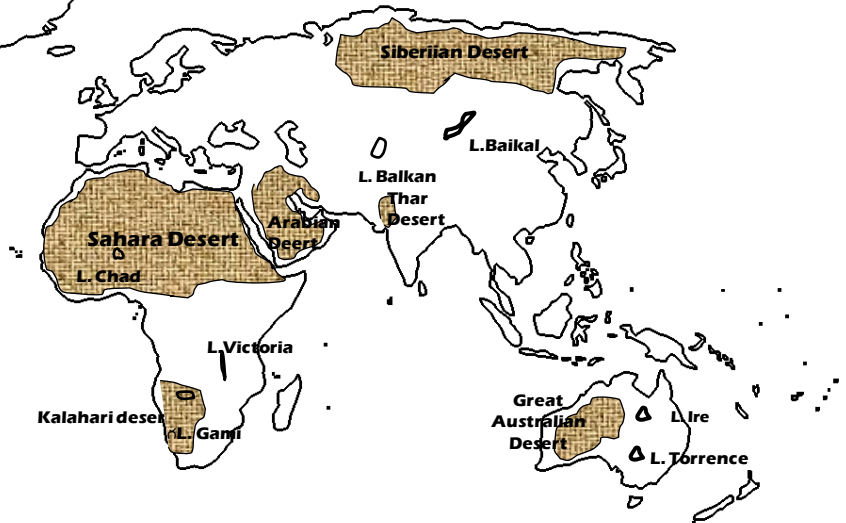 Siberiian Desert
L.Baikal
L. Balkan
Thar
Desert
Arabian
Deert
Sahara Desert
L. Chad
L.Victoria
Kalahari deser
L. Gami
Great
Australian
Desert
L.Ire
L. Torrence